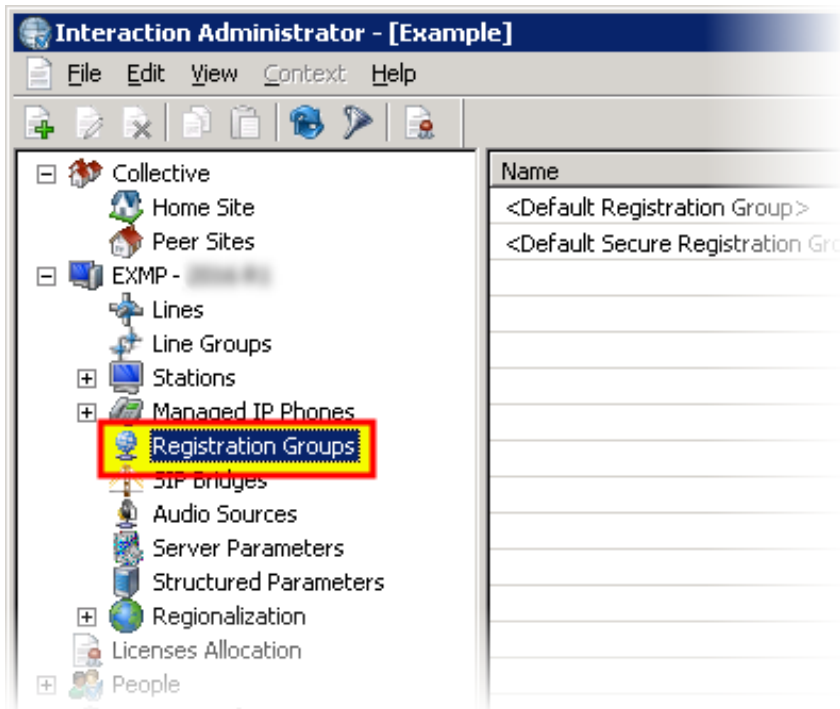 Interaction Administrator - [Example]
File Edit View Context Help
Collective
Home Site
Peer Sites
EXMP -
Lines
Line Groups
Stations
Managed IP Phones
Registration Groups
SIP Bridges
Audio Sources
Server Parameters
Structured Parameters
Regionalization
Licenses Allocation
People
Name
<Default Registration Group>
<Default Secure Registration Gro